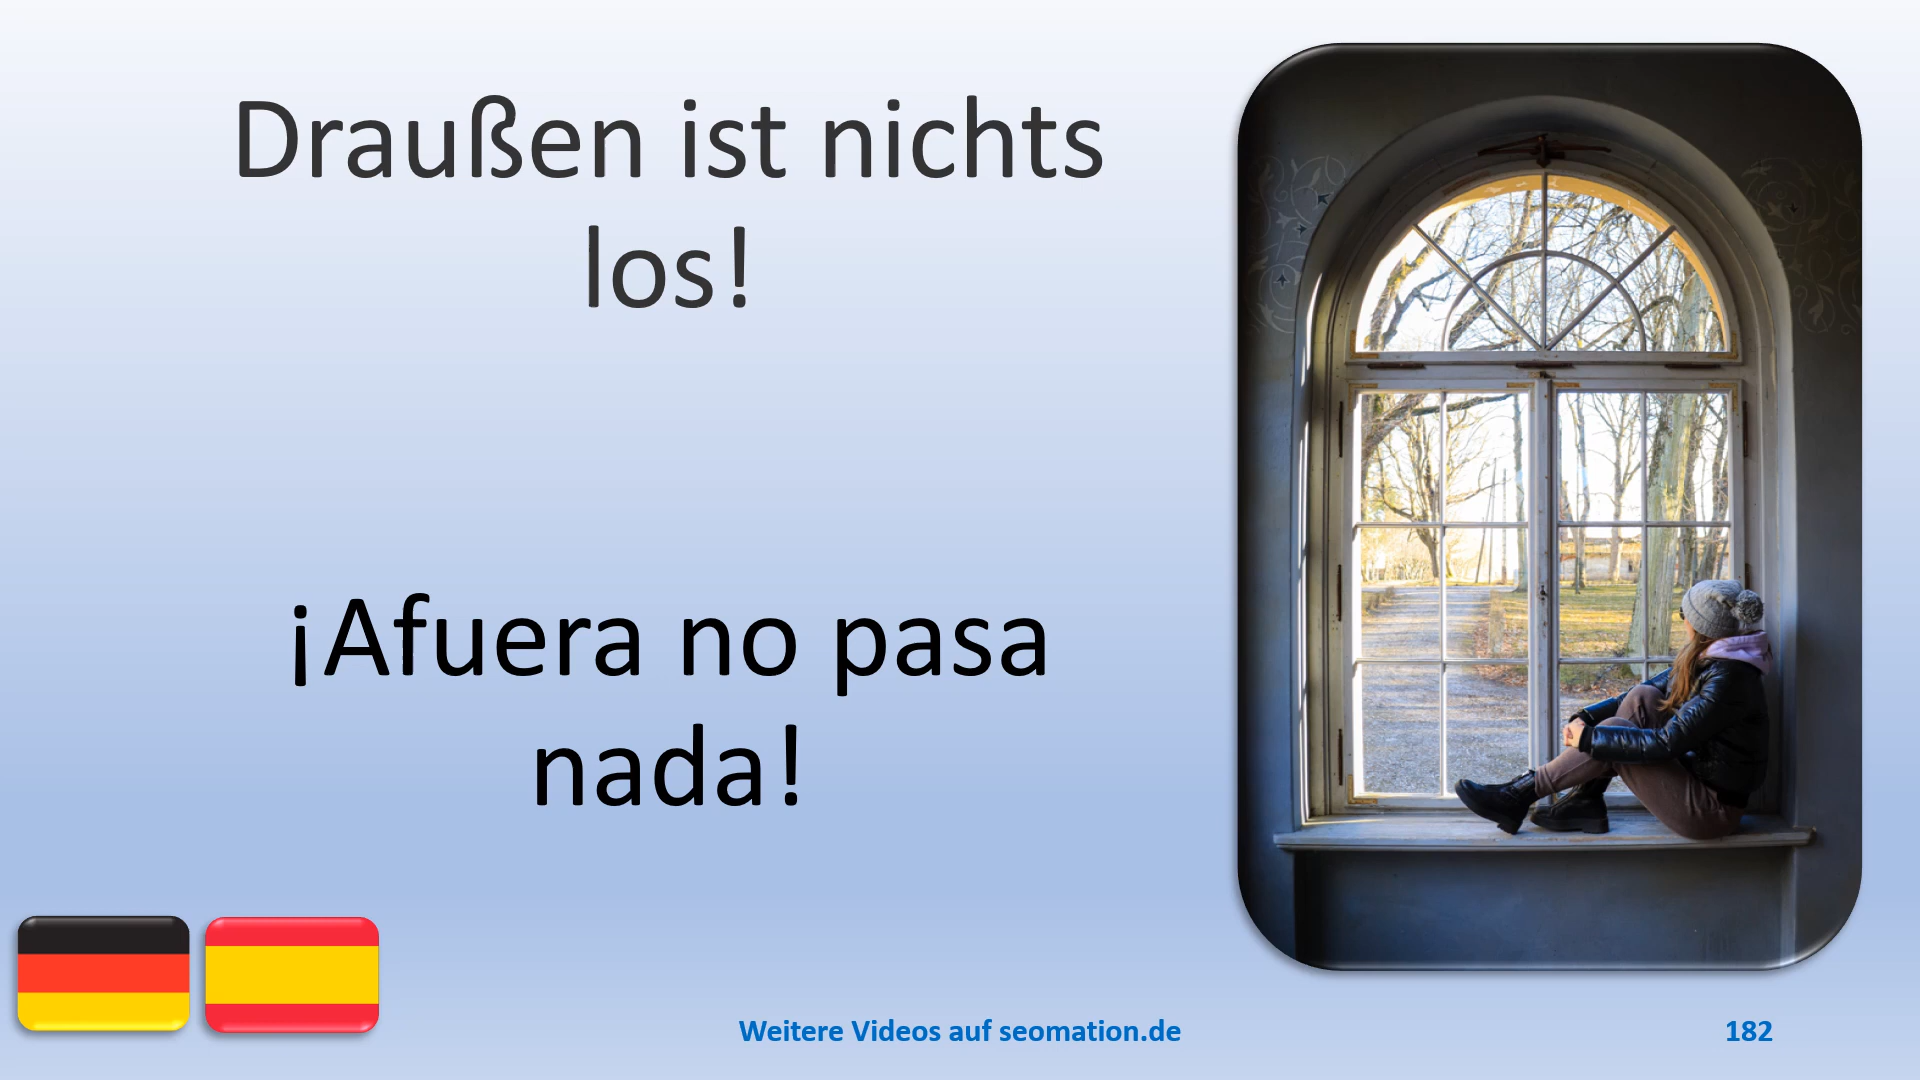 Draußen ist nichts
los!
¡Afuera no pasa
nada!
Weitere Videos auf seomation.de
182